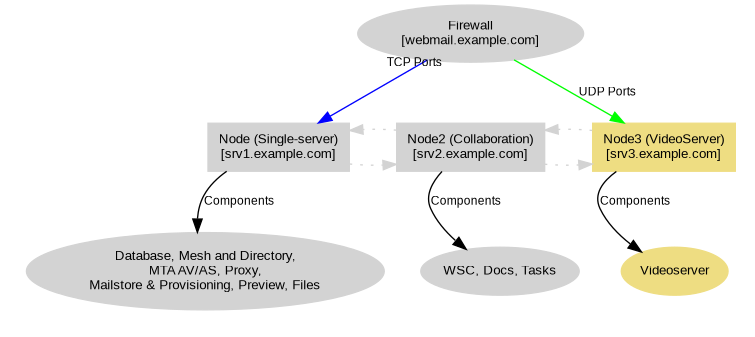 Firewall
[webmail.example.com]
TCP Ports
UDP Ports
Node (Single-server)
[srv1.example.com]
Node2 (Collaboration)
[srv2.example.com]
Node3 (VideoServer)
[srv3.example.com]
Components
Components
Components
Database, Mesh and Directory,
MTA AV/AS, Proxy,
Mailstore & Provisioning, Preview, Files
WSC, Docs, Tasks
Videoserver